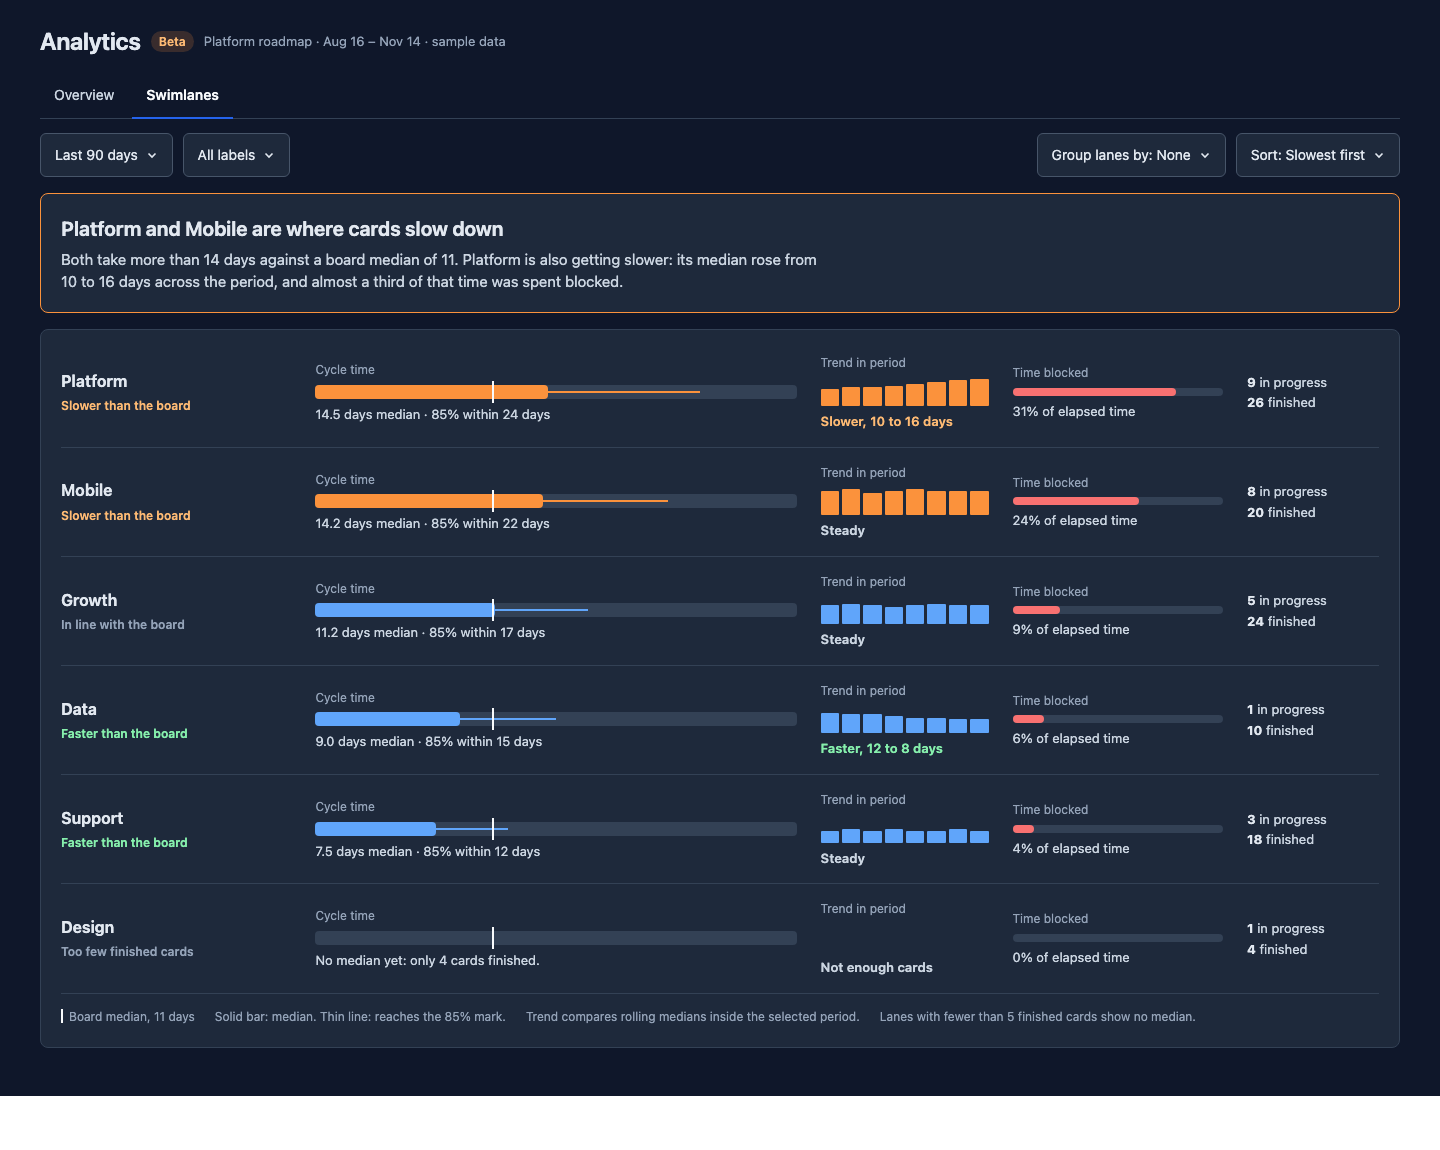 Analytics
Beta
Platform roadmap · Aug 16 – Nov 14 · sample data
Overview
Swimlanes
Last 90 days
All labels
Group lanes by: None
Sort: Slowest first
Platform and Mobile are where cards slow down
Both take more than 14 days against a board median of 11. Platform is also getting slower: its median rose from
10 to 16 days across the period, and almost a third of that time was spent blocked.
Platform
Slower than the board
Cycle time
14.5 days median · 85% within 24 days
Trend in period
Slower, 10 to 16 days
Time blocked
31% of elapsed time
9 in progress
26 finished
Mobile
Slower than the board
Cycle time
14.2 days median · 85% within 22 days
Trend in period
Steady
Time blocked
24% of elapsed time
8 in progress
20 finished
Growth
In line with the board
Cycle time
11.2 days median · 85% within 17 days
Trend in period
Steady
Time blocked
9% of elapsed time
5 in progress
24 finished
Data
Faster than the board
Cycle time
9.0 days median · 85% within 15 days
Trend in period
Faster, 12 to 8 days
Time blocked
6% of elapsed time
1 in progress
10 finished
Support
Faster than the board
Cycle time
7.5 days median · 85% within 12 days
Trend in period
Steady
Time blocked
4% of elapsed time
3 in progress
18 finished
Design
Too few finished cards
Cycle time
No median yet: only 4 cards finished.
Trend in period
Not enough cards
Time blocked
0% of elapsed time
1 in progress
4 finished
Board median, 11 days
Solid bar: median. Thin line: reaches the 85% mark.
Trend compares rolling medians inside the selected period.
Lanes with fewer than 5 finished cards show no median.